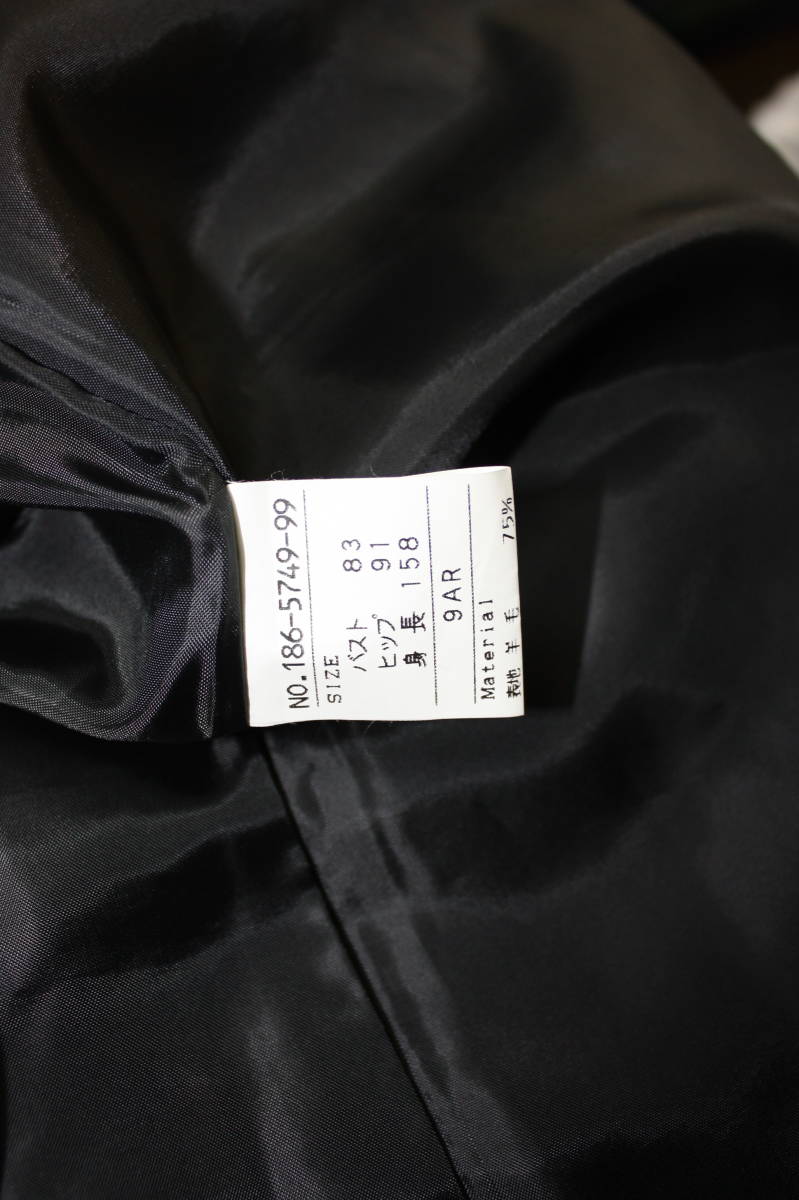 NO.186-5749-99
SIZE
バスト 83
ヒップ 91
身長 158
9AR
Material
表地 羊毛 75%